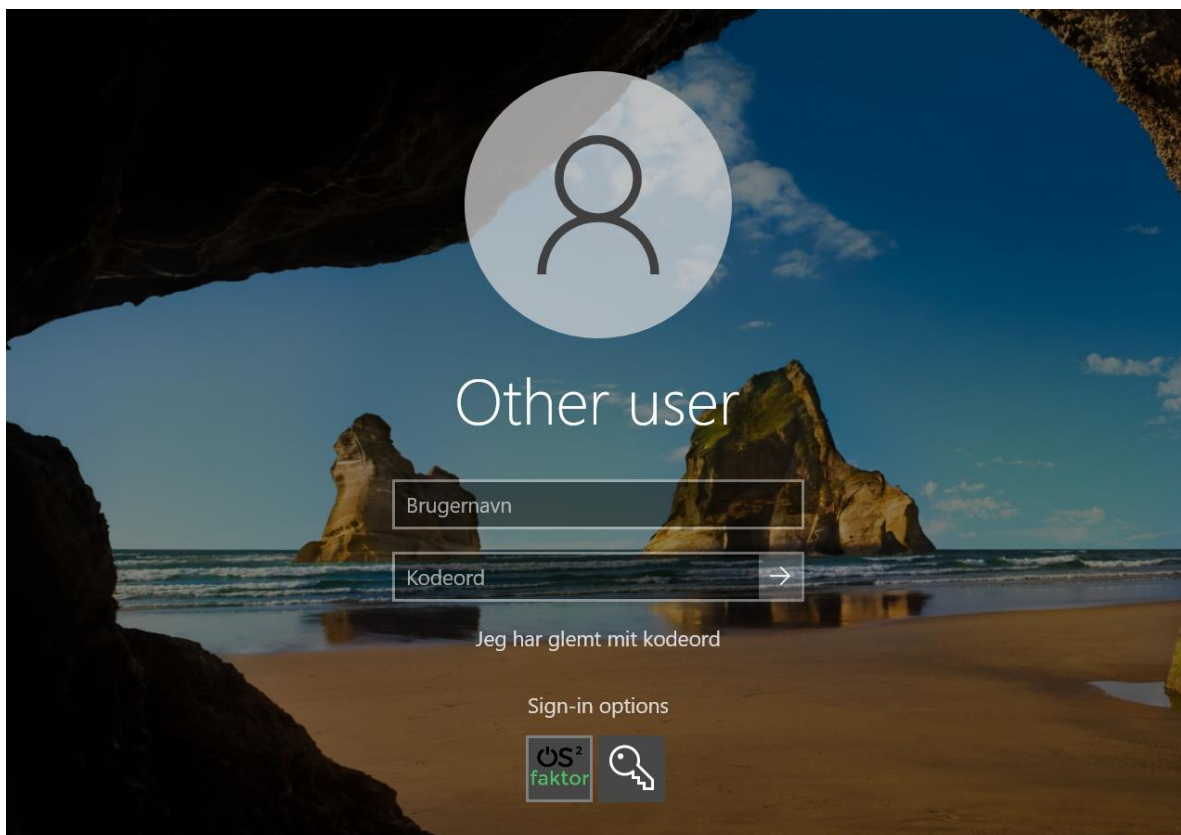 Other user
Brugernavn
Kodeord
Jeg har glemt mit kodeord
Sign-in options
OS²
faktor